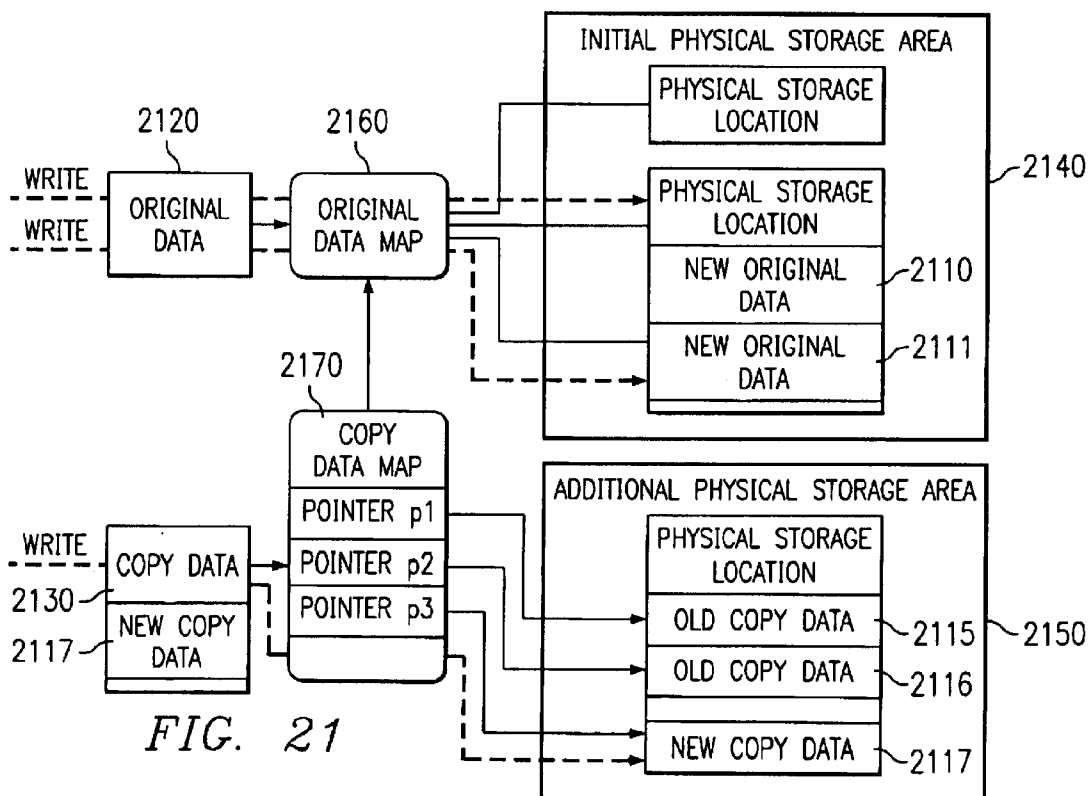 INITIAL PHYSICAL STORAGE AREA
PHYSICAL STORAGE
LOCATION
2120
2160
2140
WRITE
WRITE
ORIGINAL
DATA
ORIGINAL
DATA MAP
PHYSICAL STORAGE
LOCATION
NEW ORIGINAL
DATA
2110
NEW ORIGINAL
DATA
2111
2170
COPY
DATA MAP
POINTER p1
POINTER p2
POINTER p3
ADDITIONAL PHYSICAL STORAGE AREA
PHYSICAL STORAGE
LOCATION
OLD COPY DATA
2115
2150
OLD COPY DATA
2116
NEW COPY DATA
2117
WRITE
COPY DATA
2130
NEW COPY
DATA
2117
FIG. 21